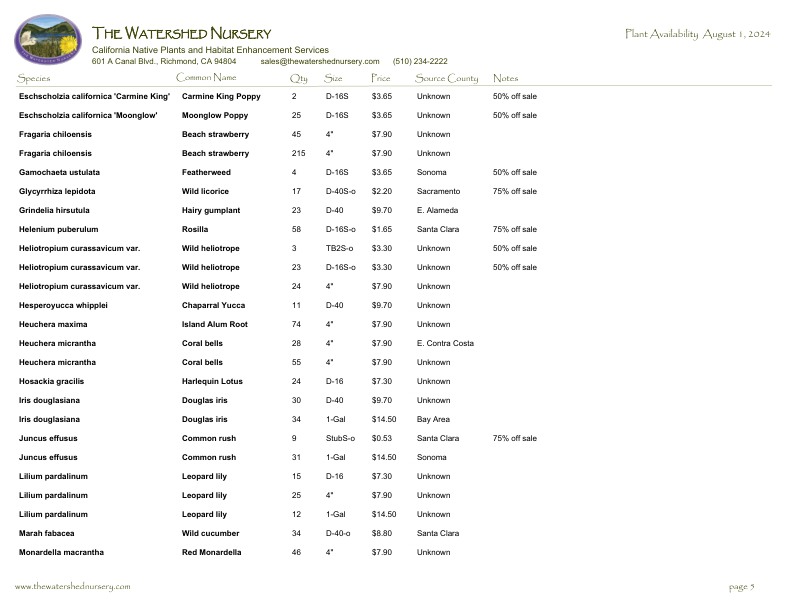 THE WATERSHED NURSERY
Plant Availability August 1, 2024
California Native Plants and Habitat Enhancement Services
601 A Canal Blvd., Richmond, CA 94804 sales@thewatershednursery.com (510) 234-2222
Species Common Name Qty Size Price Source County Notes
Eschscholzia californica 'Carmine King' Carmine King Poppy 2 D-16S $3.65 Unknown 50% off sale
Eschscholzia californica 'Moonglow' Moonglow Poppy 25 D-16S $3.65 Unknown 50% off sale
Fragaria chiloensis Beach strawberry 45 4" $7.90 Unknown
Fragaria chiloensis Beach strawberry 215 4" $7.90 Unknown
Gamochaeta ustulata Featherweed 4 D-16S $3.65 Sonoma 50% off sale
Glycyrrhiza lepidota Wild licorice 17 D-40S-o $2.20 Sacramento 75% off sale
Grindelia hirsutula Hairy gumplant 23 D-40 $9.70 E. Alameda
Helenium puberulum Rosilla 58 D-16S-o $1.65 Santa Clara 75% off sale
Heliotropium curassavicum var. Wild heliotrope 3 TB2S-o $3.30 Unknown 50% off sale
Heliotropium curassavicum var. Wild heliotrope 23 D-16S-o $3.30 Unknown 50% off sale
Heliotropium curassavicum var. Wild heliotrope 24 4" $7.90 Unknown
Hesperoyucca whipplei Chaparral Yucca 11 D-40 $9.70 Unknown
Heuchera maxima Island Alum Root 74 4" $7.90 Unknown
Heuchera micrantha Coral bells 28 4" $7.90 E. Contra Costa
Heuchera micrantha Coral bells 55 4" $7.90 Unknown
Hosackia gracilis Harlequin Lotus 24 D-16 $7.30 Unknown
Iris douglasiana Douglas iris 30 D-40 $9.70 Unknown
Iris douglasiana Douglas iris 34 1-Gal $14.50 Bay Area
Juncus effusus Common rush 9 StubS-o $0.53 Santa Clara 75% off sale
Juncus effusus Common rush 31 1-Gal $14.50 Sonoma
Lilium pardalinum Leopard lily 15 D-16 $7.30 Unknown
Lilium pardalinum Leopard lily 25 4" $7.90 Unknown
Lilium pardalinum Leopard lily 12 1-Gal $14.50 Unknown
Marah fabacea Wild cucumber 34 D-40-o $8.80 Santa Clara
Monardella macrantha Red Monardella 46 4" $7.90 Unknown
www.thewatershednursery.com page 5